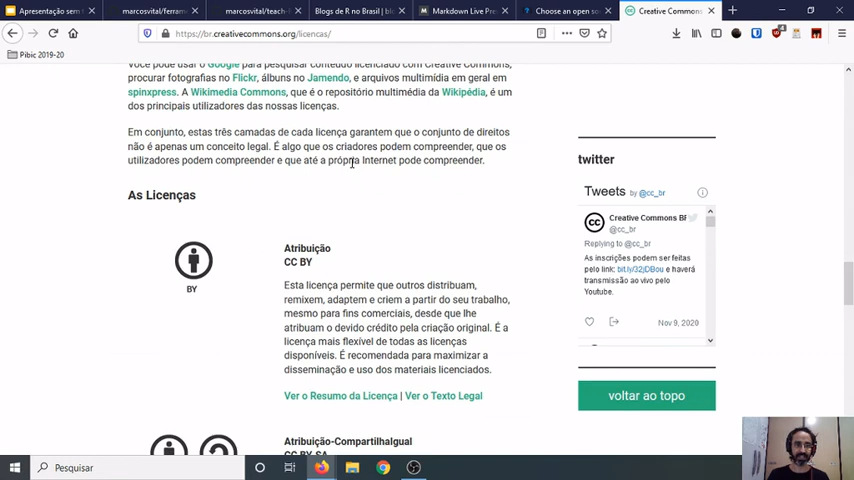 Apresentação sem
marcosvital/ferrame
marcosvital/teach-
Blogs de R no Brasil | blo
Markdown Live Pre
Choose an open so
Creative Commons
https://br.creativecommons.org/licencas/
Pibic 2019-20
Você pode usar o Google para pesquisar conteúdo licenciado com Creative Commons,
procurar fotografias no Flickr, álbuns no Jamendo, e arquivos multimídia em geral em
spinxpress. A Wikimedia Commons, que é o repositório multimédia da Wikipédia, é um
dos principais utilizadores das nossas licenças.
Em conjunto, estas três camadas de cada licença garantem que o conjunto de direitos
não é apenas um conceito legal. É algo que os criadores podem compreender, que os
utilizadores podem compreender e que até a própria Internet pode compreender.
As Licenças
BY
Atribuição
CC BY
Esta licença permite que outros distribuam,
remixem, adaptem e criem a partir do seu trabalho,
mesmo para fins comerciais, desde que lhe
atribuam o devido crédito pela criação original. É a
licença mais flexível de todas as licenças
disponíveis. É recomendada para maximizar a
disseminação e uso dos materiais licenciados.
Ver o Resumo da Licença | Ver o Texto Legal
Atribuição-CompartilhaIgual
CC BY-SA
twitter
Tweets by @cc_br
Creative Commons BR
@cc_br
Replying to @cc_br
As inscrições podem ser feitas
pelo link: bit.ly/32jDBou e haverá
transmissão ao vivo pelo
Youtube.
Nov 9, 2020
voltar ao topo
Pesquisar